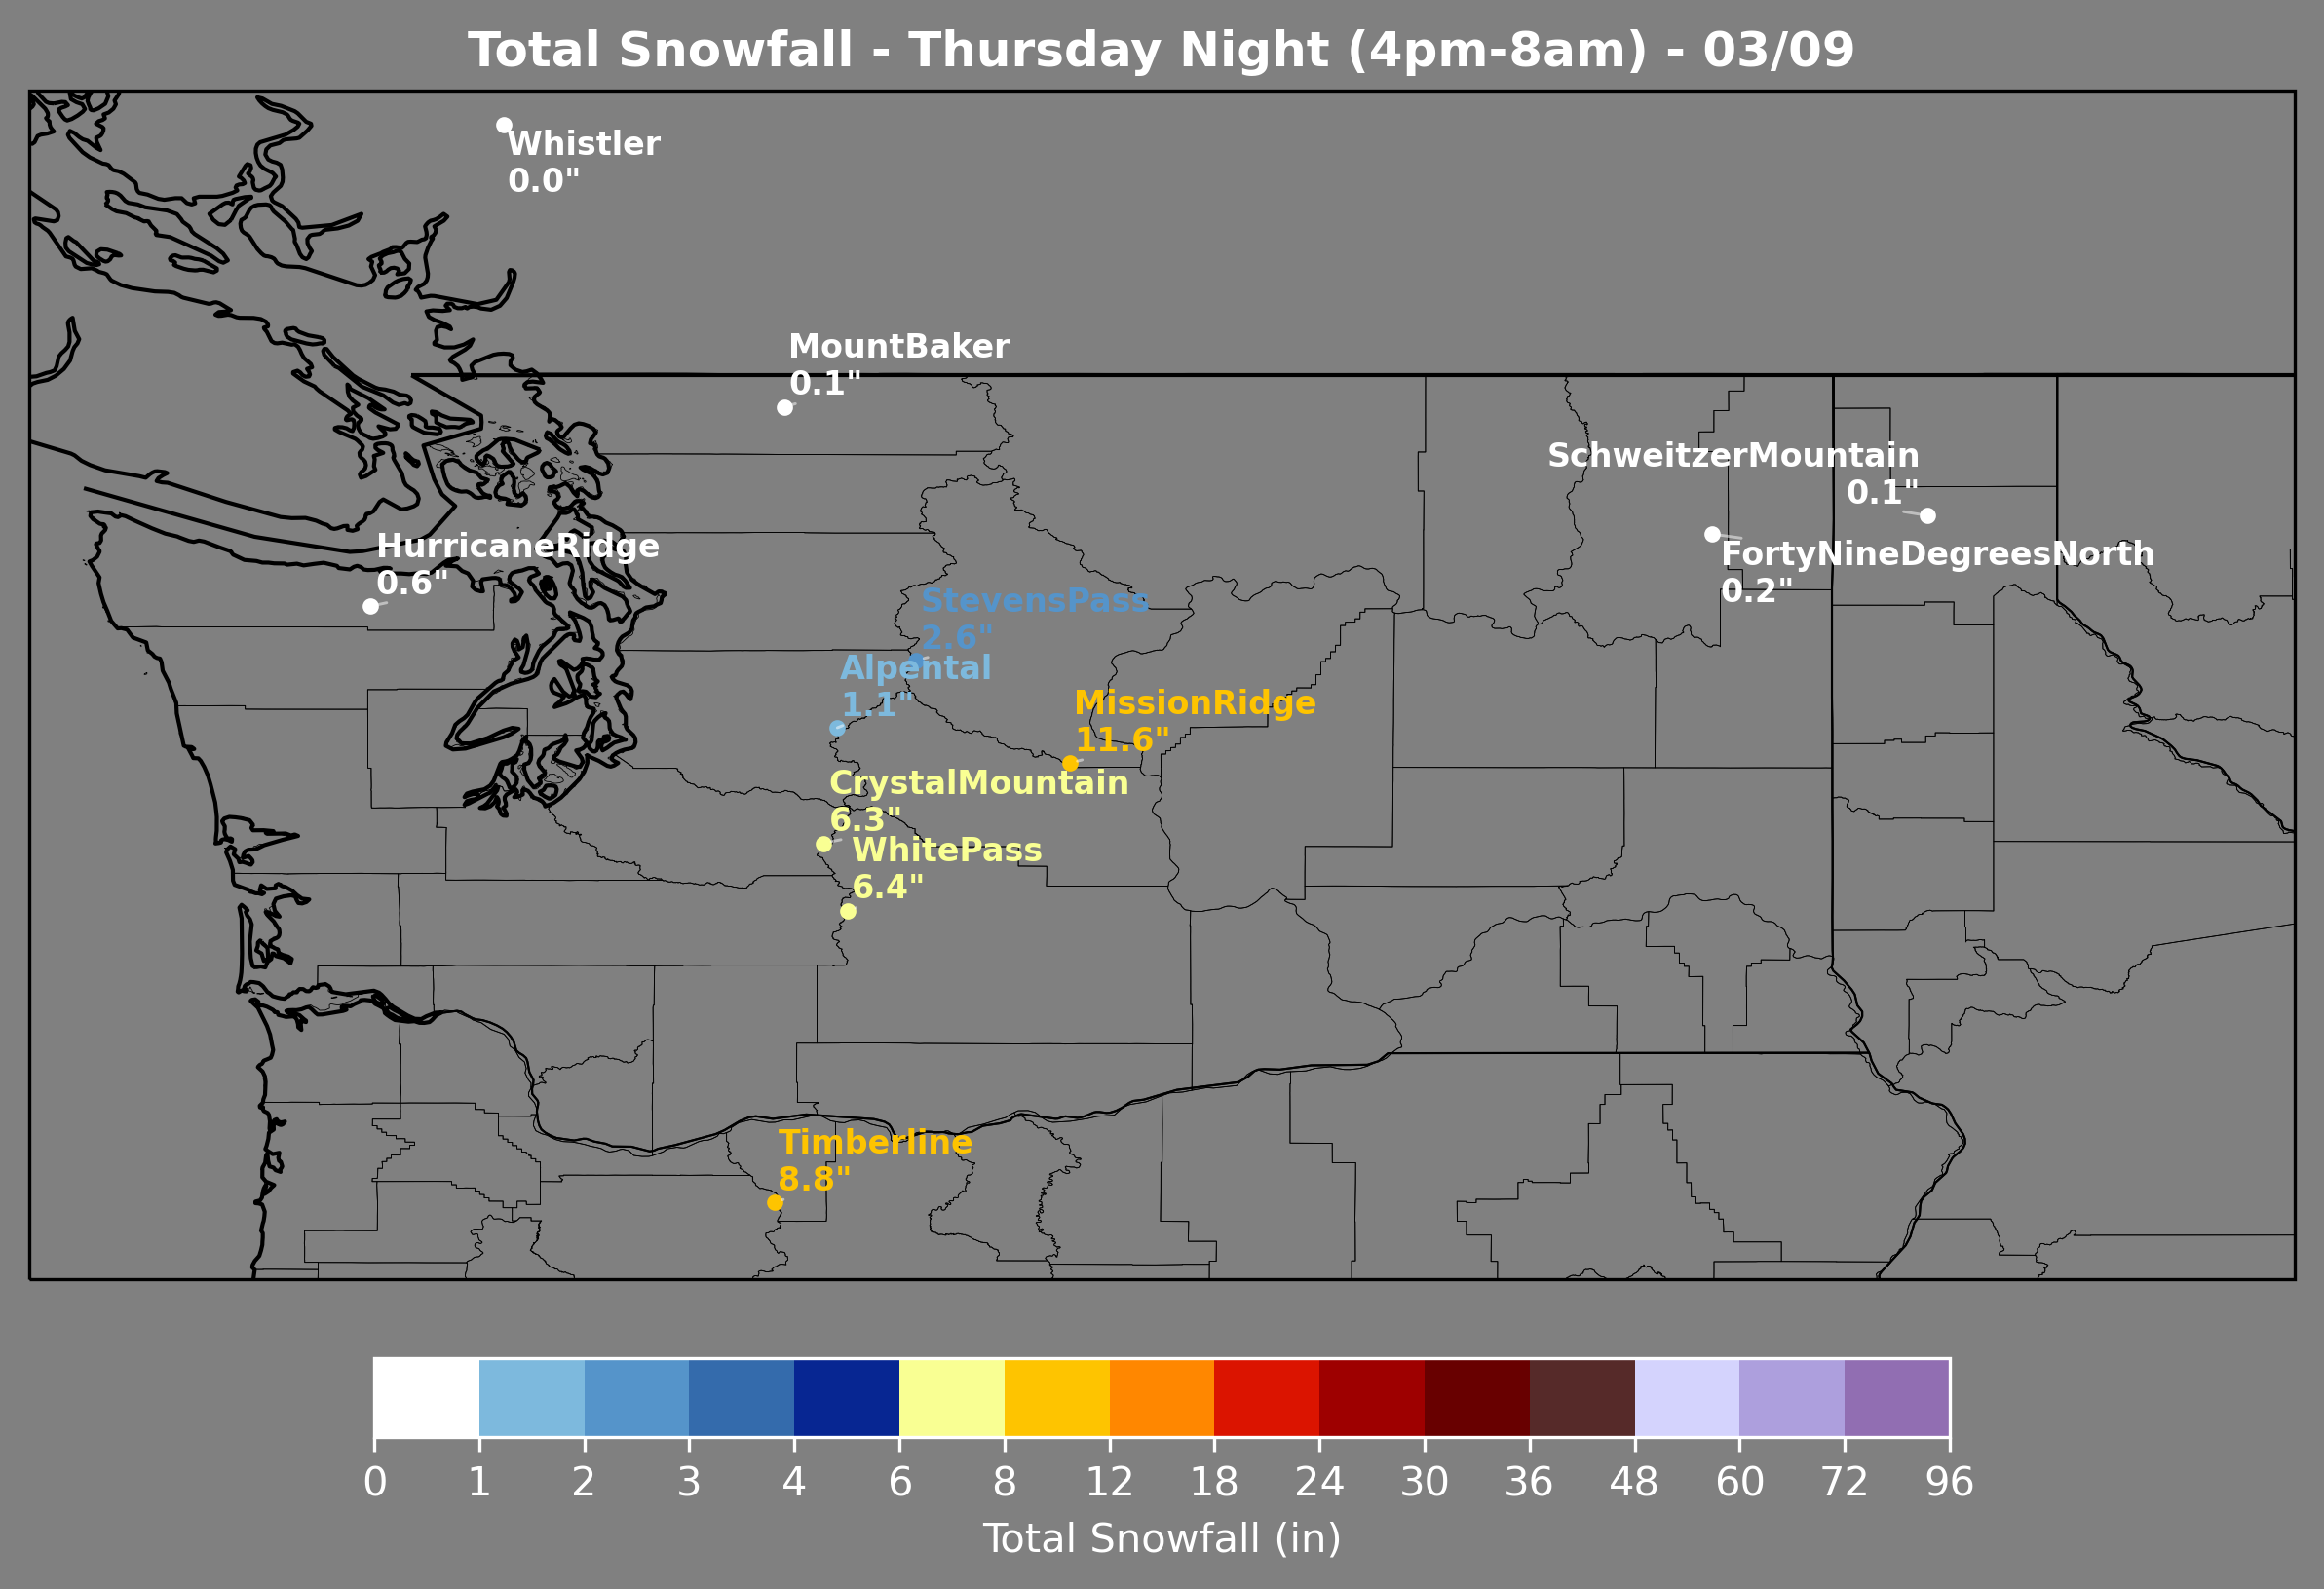 Total Snowfall - Thursday Night (4pm-8am) - 03/09
Whistler
0.0"
MountBaker
0.1"
SchweitzerMountain
0.1"
FortyNineDegreesNorth
0.2"
HurricaneRidge
0.6"
StevensPass
2.6"
Alpental
1.1"
MissionRidge
11.6"
CrystalMountain
6.3"
WhitePass
6.4"
Timberline
8.8"
0 1 2 3 4 6 8 12 18 24 30 36 48 60 72 96
Total Snowfall (in)